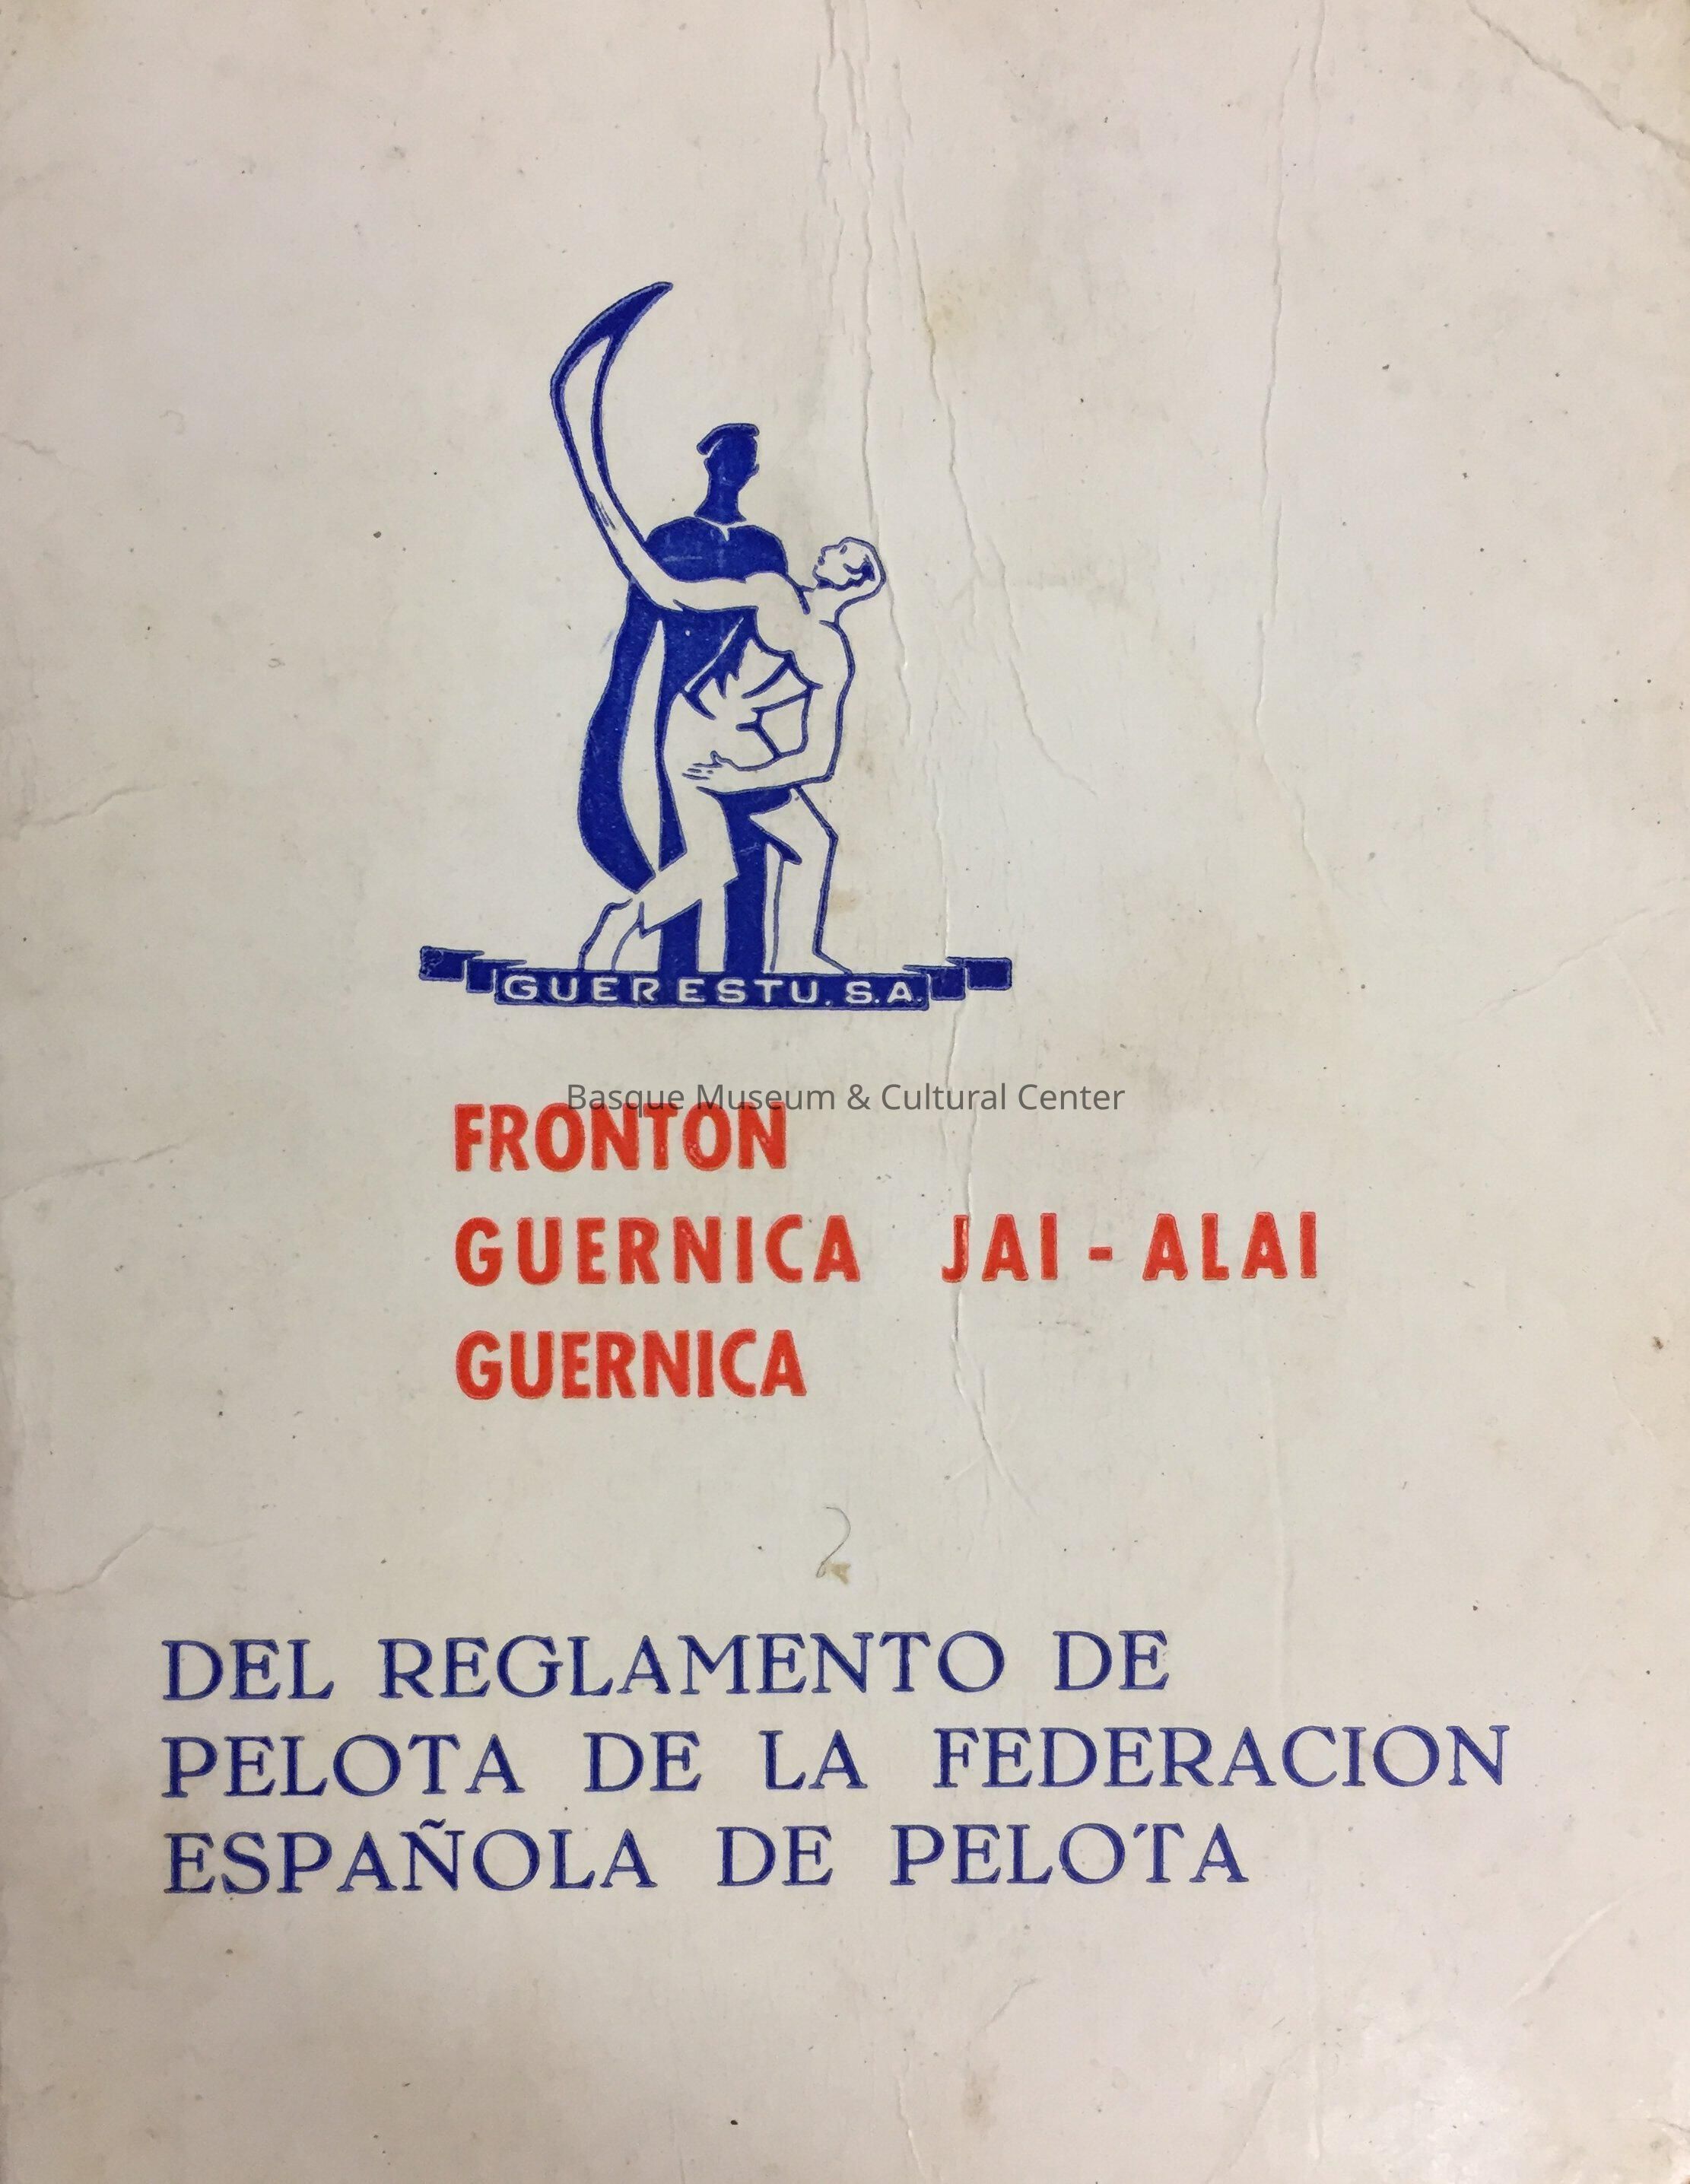 GUERESTU. S.A.
Basque Museum & Cultural Center
FRONTON
GUERNICA JAI - ALAI
GUERNICA
2
DEL REGLAMENTO DE
PELOTA DE LA FEDERACION
ESPAÑOLA DE PELOTA